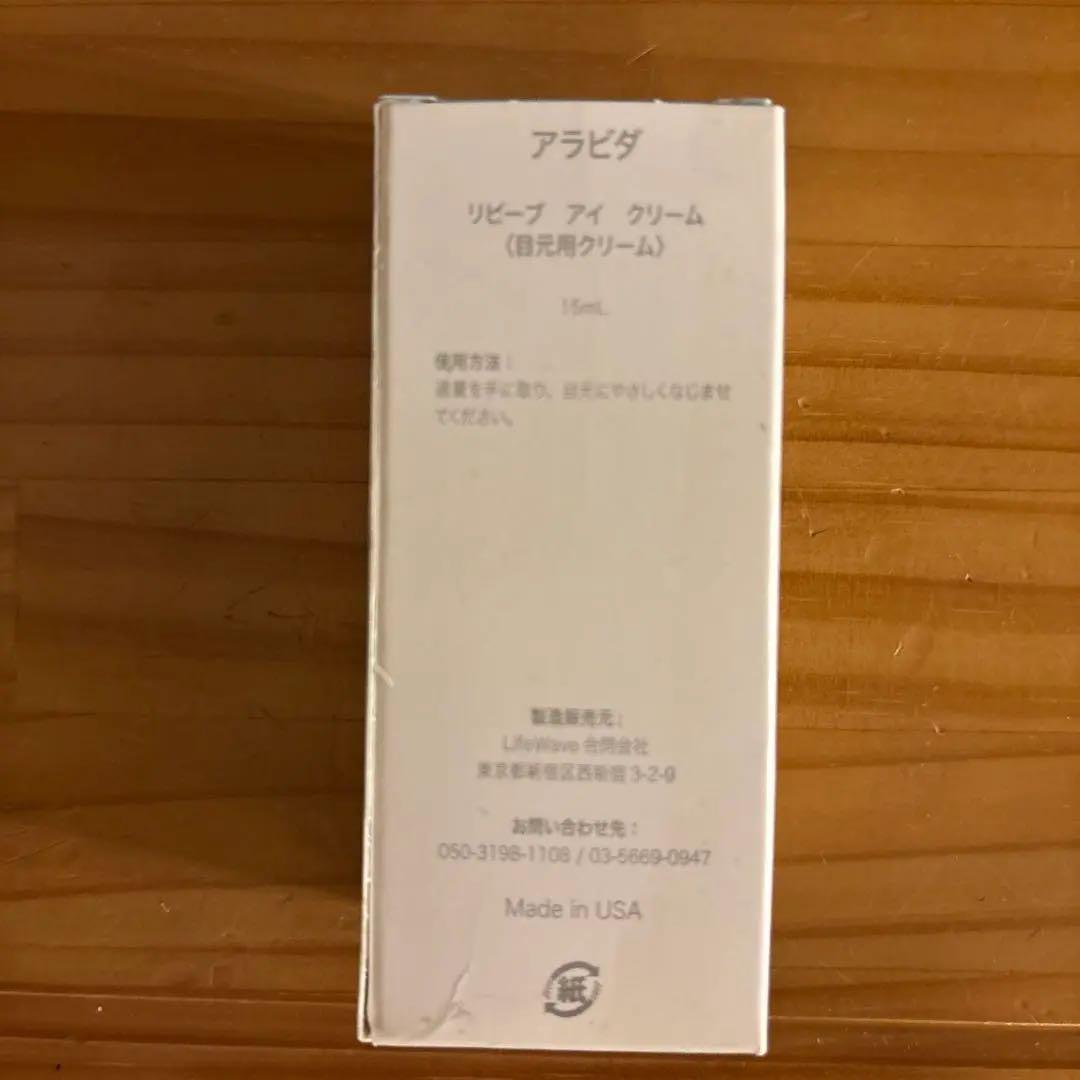 アラビダ
リビーブ アイ クリーム
〈目元用クリーム〉
15mL
使用方法：
適量を手に取り、目元にやさしくなじませ
てください。
製造販売元：
LifeWave 合同会社
東京都新宿区西新宿 3-2-9
お問い合わせ先：
050-3198-1108 / 03-5669-0947
Made in USA
紙